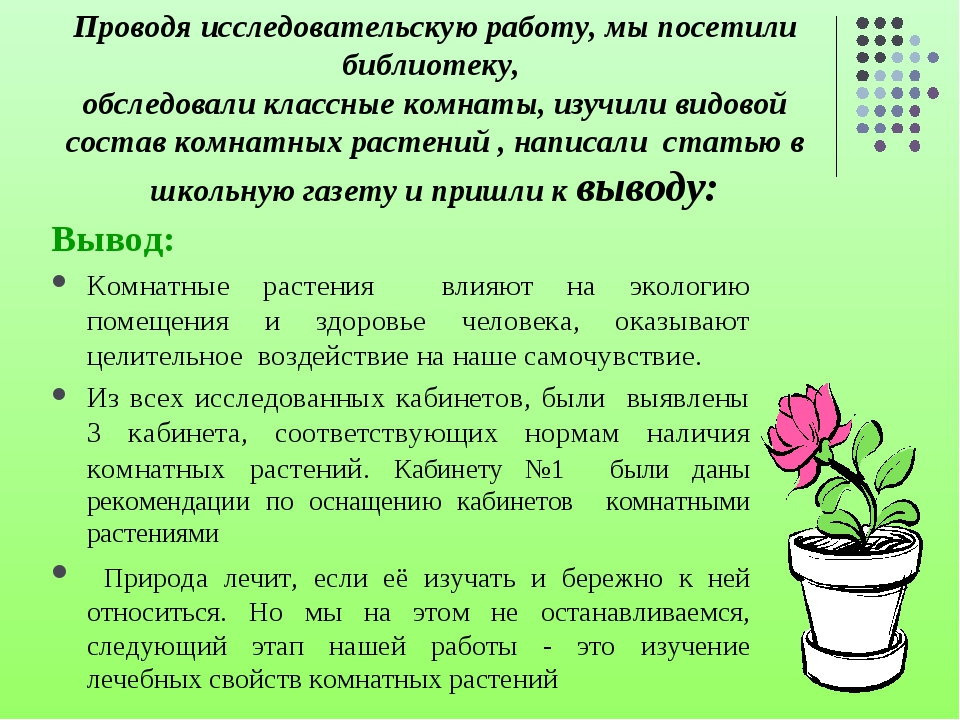 Проводя исследовательскую работу, мы посетили
библиотеку,
обследовали классные комнаты, изучили видовой
состав комнатных растений , написали статью в
школьную газету и пришли к выводу:
Вывод:
• Комнатные растения влияют на экологию
помещения и здоровье человека, оказывают
целительное воздействие на наше самочувствие.
• Из всех исследованных кабинетов, были выявлены
3 кабинета, соответствующих нормам наличия
комнатных растений. Кабинету №1 были даны
рекомендации по оснащению кабинетов комнатными
растениями
• Природа лечит, если её изучать и бережно к ней
относиться. Но мы на этом не останавливаемся,
следующий этап нашей работы - это изучение
лечебных свойств комнатных растений